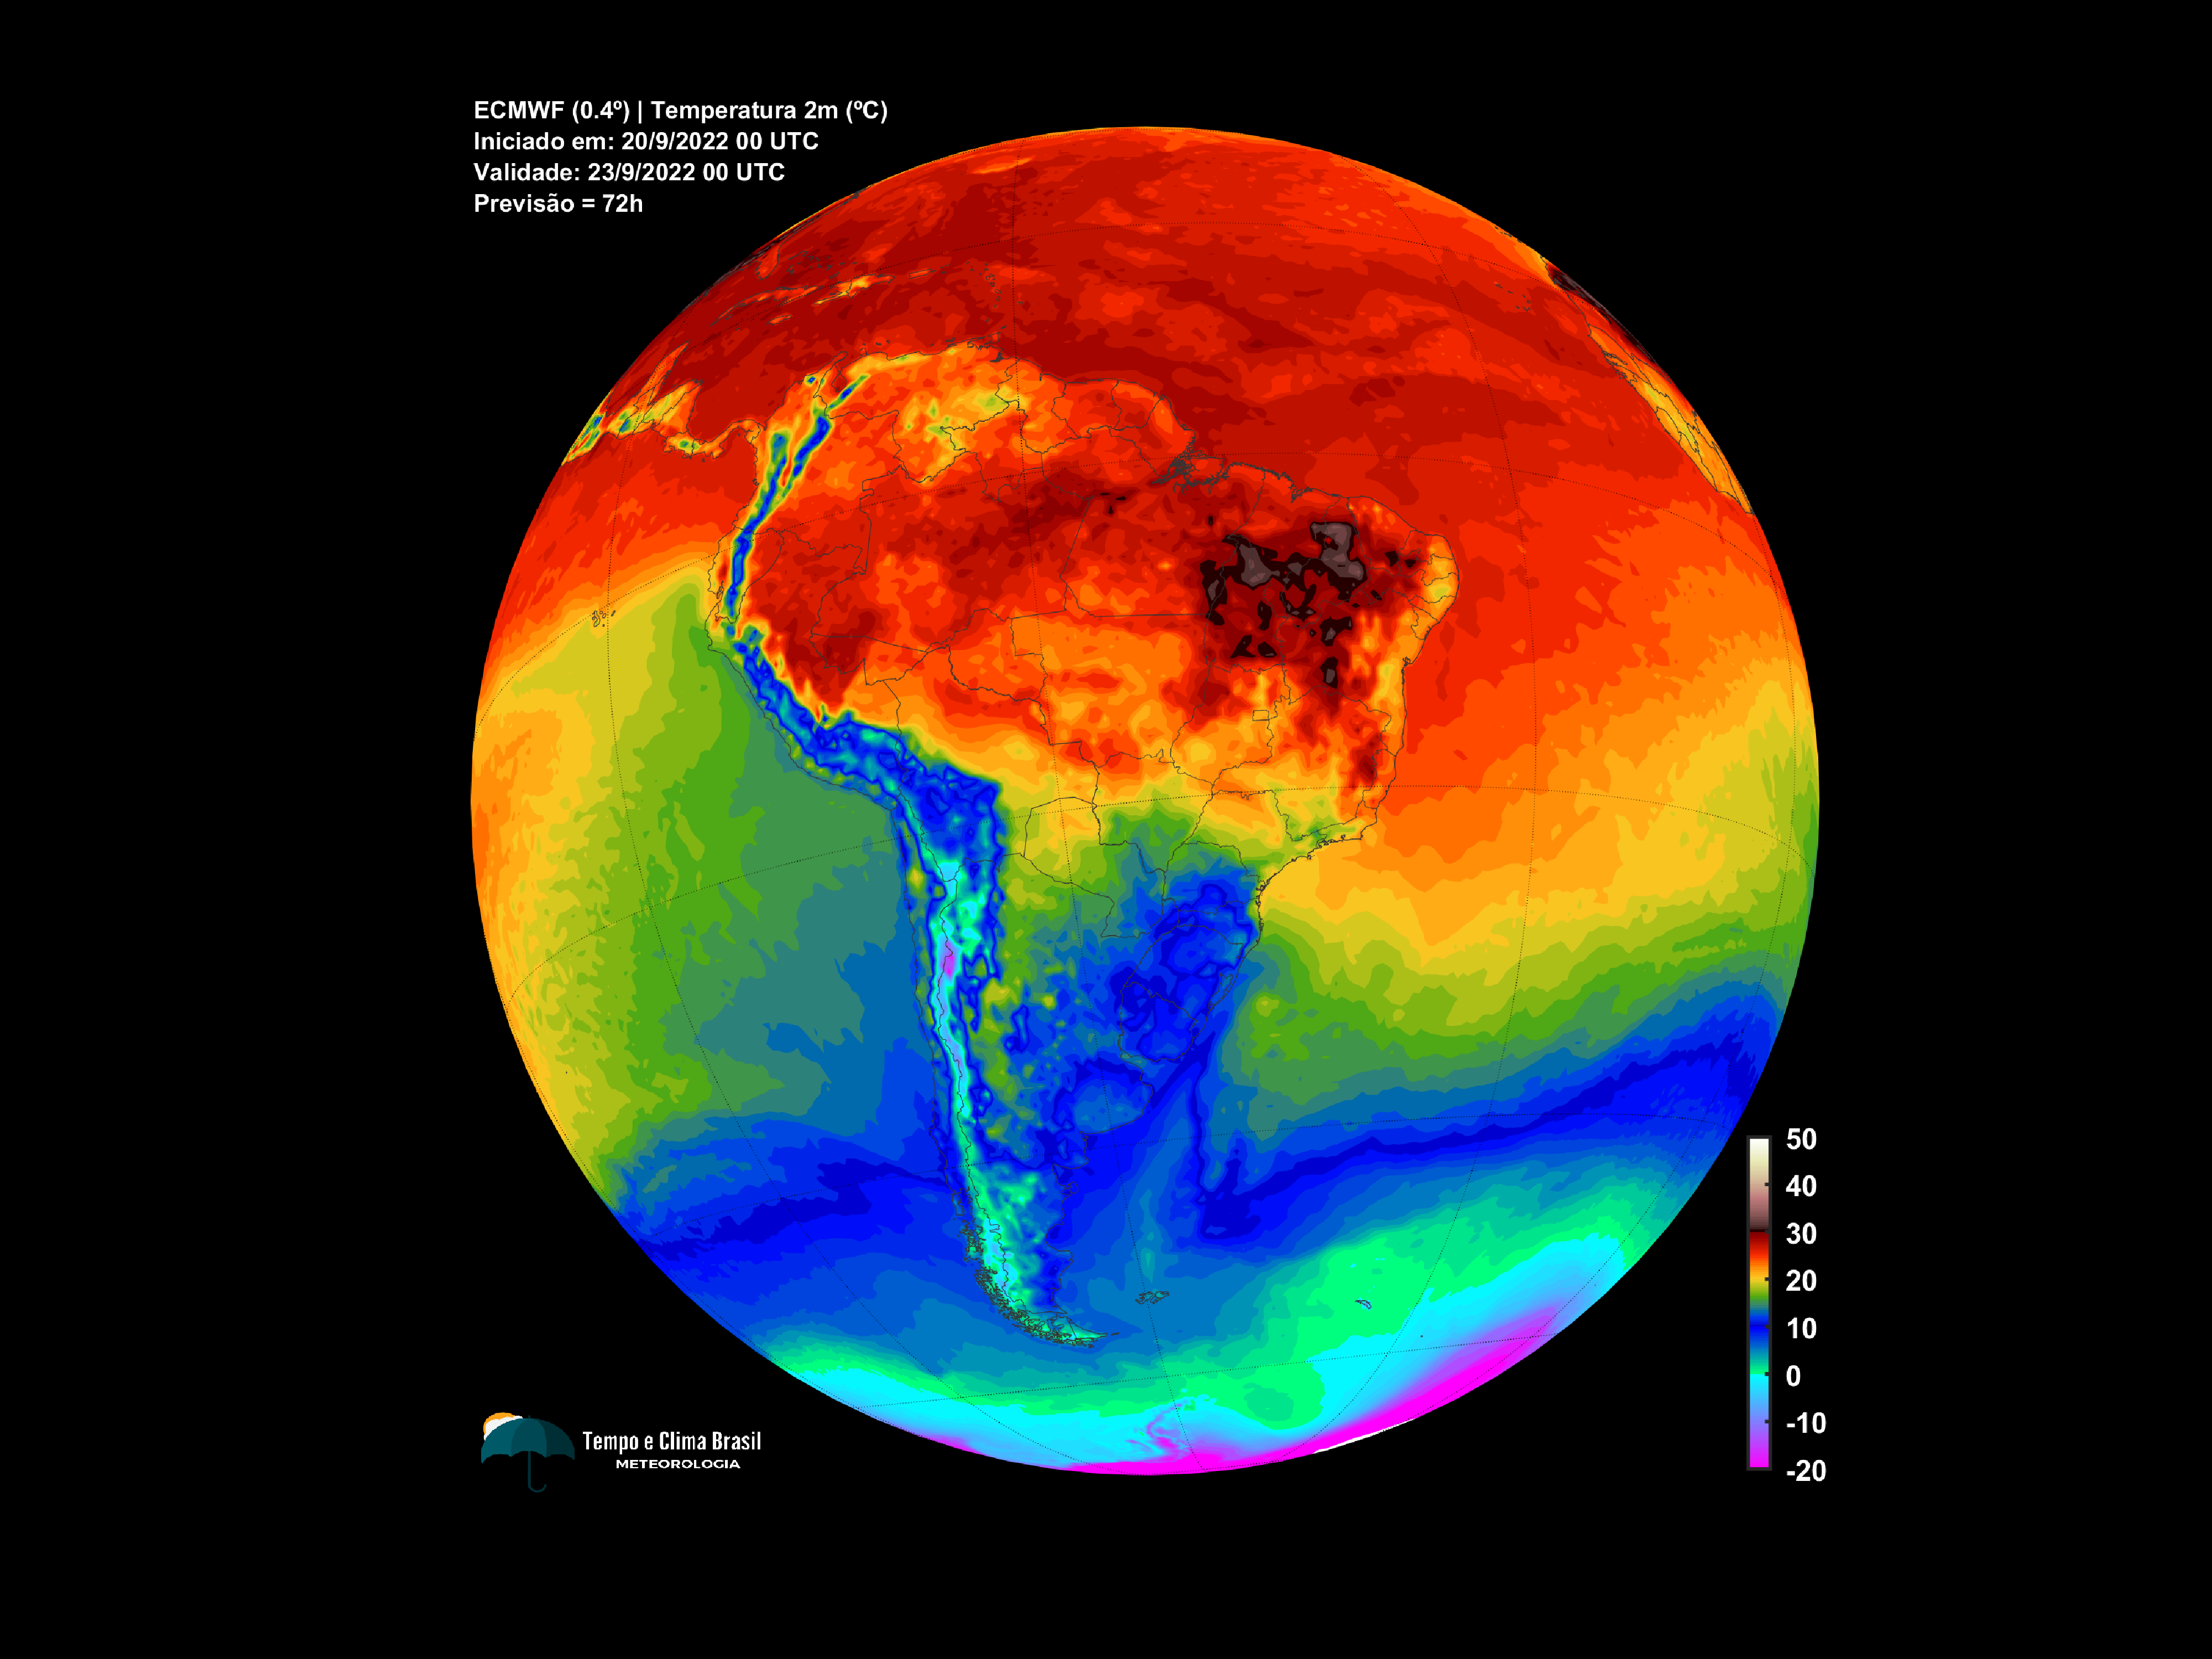 ECMWF (0.4º) | Temperatura 2m (ºC)
Iniciado em: 20/9/2022 00 UTC
Validade: 23/9/2022 00 UTC
Previsão = 72h
50
40
30
20
10
0
-10
-20
Tempo e Clima Brasil
METEOROLOGIA